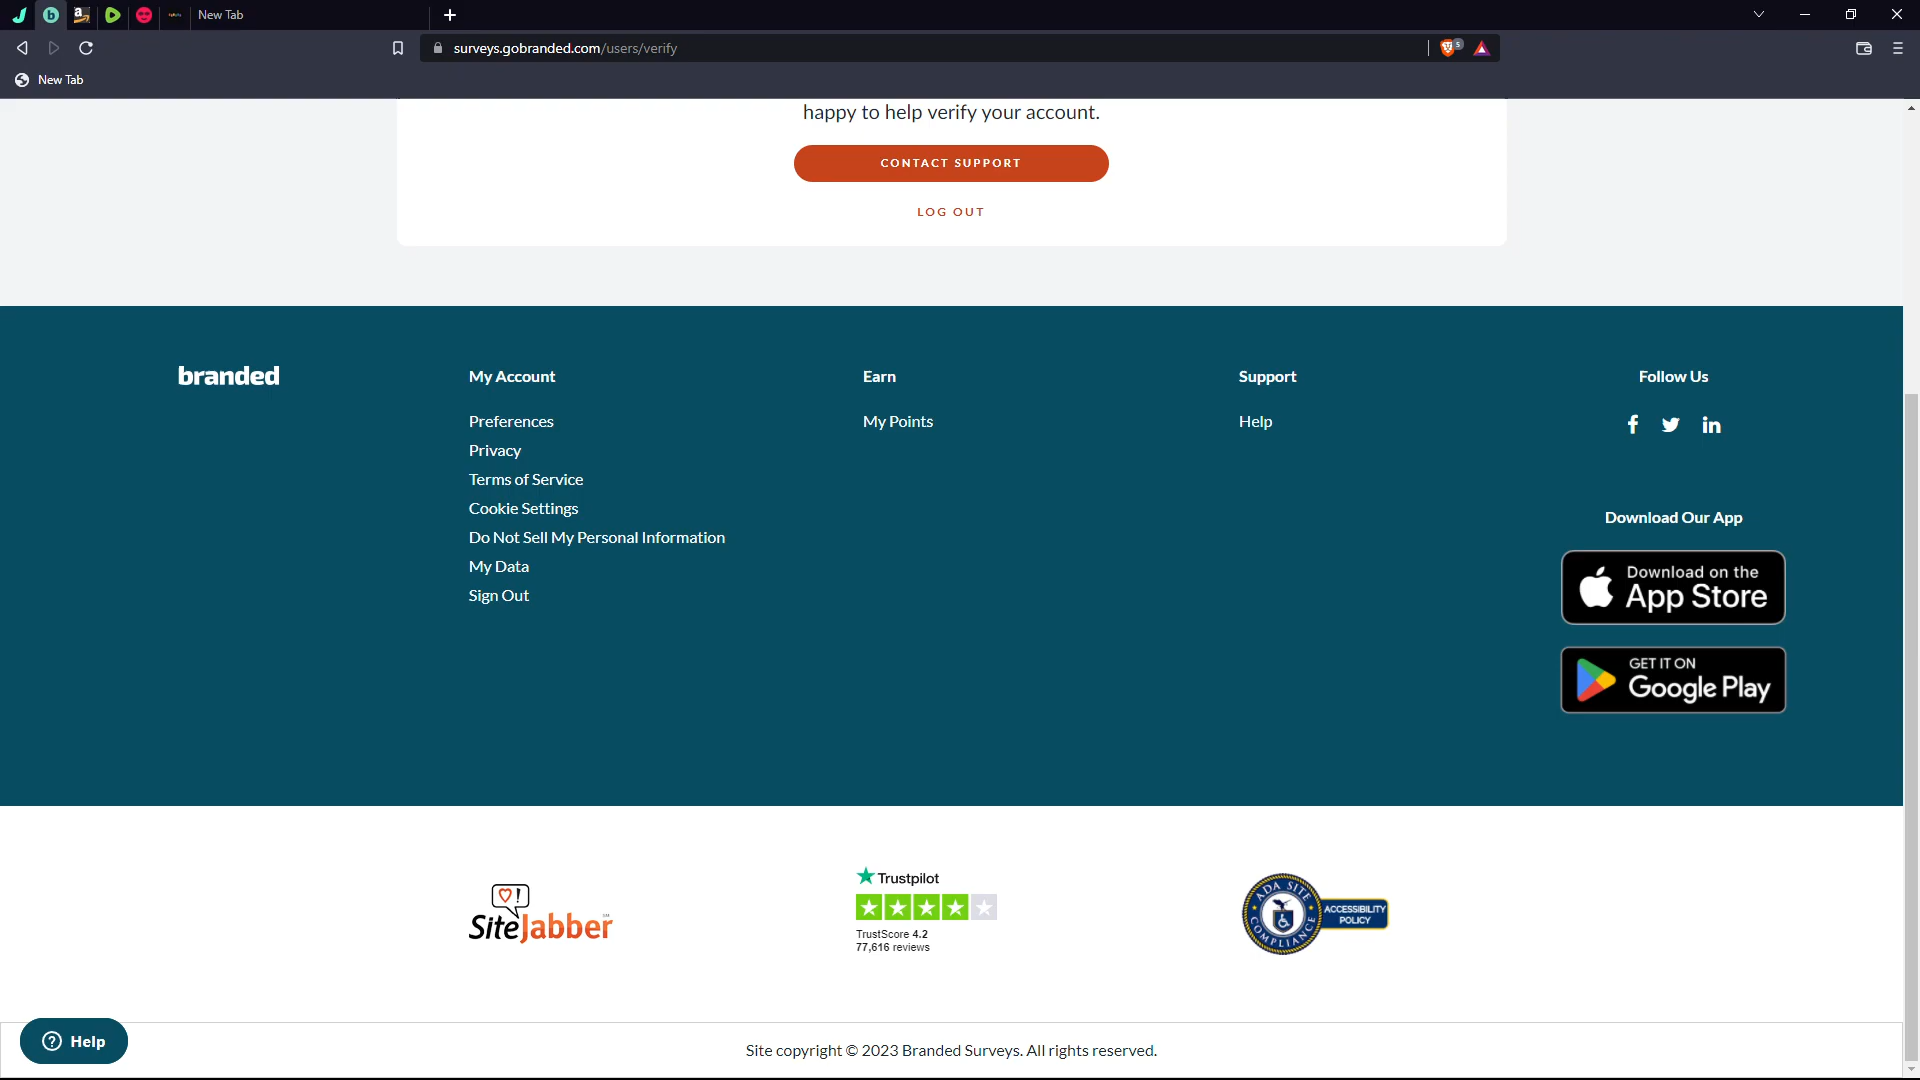 New Tab
surveys.gobranded.com/users/verify
5
New Tab
happy to help verify your account.
CONTACT SUPPORT
LOG OUT
branded
My Account
Earn
Support
Follow Us
Preferences
My Points
Help
Privacy
Terms of Service
Cookie Settings
Do Not Sell My Personal Information
My Data
Sign Out
Download Our App
Download on the
App Store
GET IT ON
Google Play
SiteJabber
Trustpilot
TrustScore 4.2
77,616 reviews
ADA SITE COMPLIANCE
ACCESSIBILITY
POLICY
Help
Site copyright © 2023 Branded Surveys. All rights reserved.